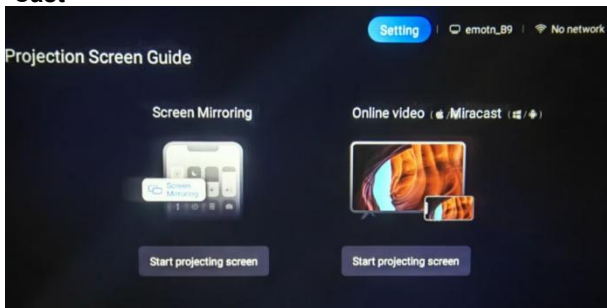 Cast
Setting
emotn_B9
No network
Projection Screen Guide
Screen Mirroring
Online video ( /Miracast ( / )
Screen
Mirroring
Start projecting screen
Start projecting screen